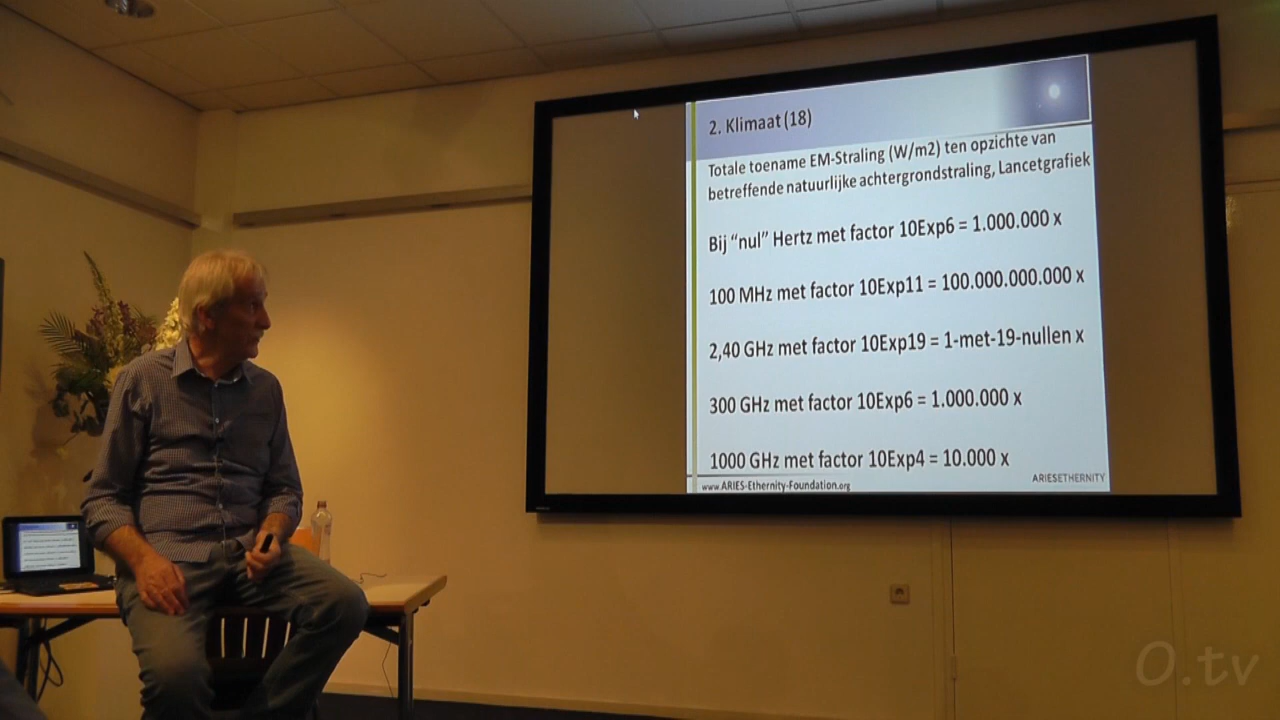 2. Klimaat (18)
Totale toename EM-Straling (W/m2) ten opzichte van
betreffende natuurlijke achtergrondstraling, Lancetgrafiek
Bij “nul” Hertz met factor 10Exp6 = 1.000.000 x
100 MHz met factor 10Exp11 = 100.000.000.000 x
2,40 GHz met factor 10Exp19 = 1-met-19-nullen x
300 GHz met factor 10Exp6 = 1.000.000 x
1000 GHz met factor 10Exp4 = 10.000 x
www.ARIES-Ethernity-Foundation.org
ARIESETHERNITY
O.tv